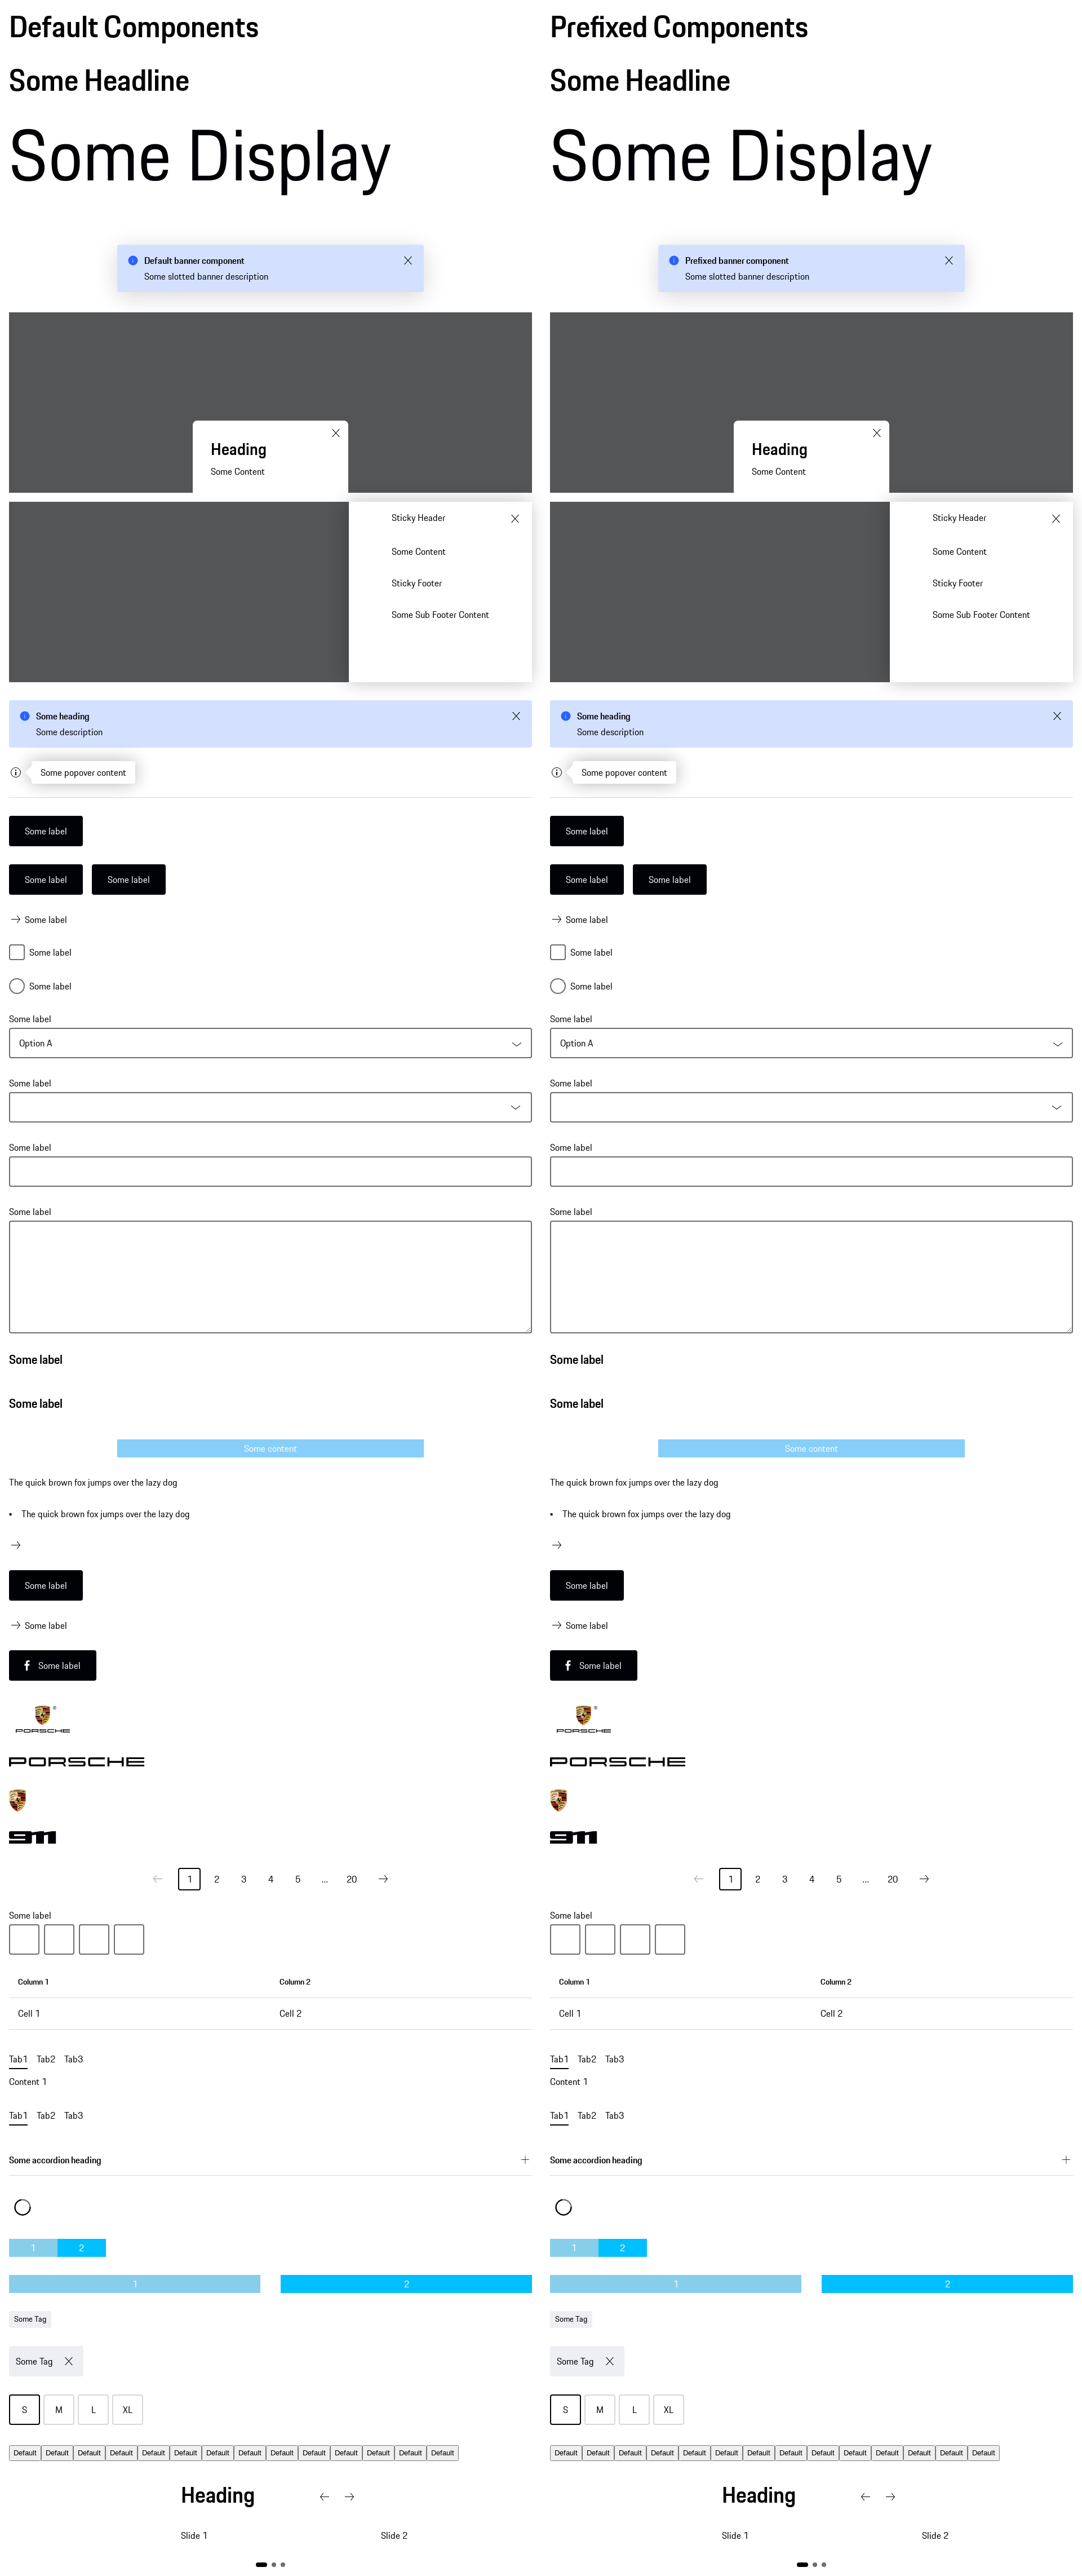 Default Components
Some Headline
Some Display
Default banner component
Some slotted banner description
Heading
Some Content
Sticky Header
Some Content
Sticky Footer
Some Sub Footer Content
Some heading
Some description
Some popover content
Some label
Some label Some label
Some label
Some label
Some label
Some label
Option A
Some label
Some label
Some label
Some label
Some label
Some content
The quick brown fox jumps over the lazy dog
• The quick brown fox jumps over the lazy dog
Some label
Some label
Some label
PORSCHE
PORSCHE
911
1 2 3 4 5 ... 20
Some label
Column 1 Column 2
Cell 1 Cell 2
Tab1 Tab2 Tab3
Content 1
Tab1 Tab2 Tab3
Some accordion heading
1 2
1 2
Some Tag
Some Tag
S M L XL
Default Default Default Default Default Default Default Default Default Default Default Default Default Default
Heading
Slide 1 Slide 2
Prefixed Components
Some Headline
Some Display
Prefixed banner component
Some slotted banner description
Heading
Some Content
Sticky Header
Some Content
Sticky Footer
Some Sub Footer Content
Some heading
Some description
Some popover content
Some label
Some label Some label
Some label
Some label
Some label
Some label
Option A
Some label
Some label
Some label
Some label
Some label
Some content
The quick brown fox jumps over the lazy dog
• The quick brown fox jumps over the lazy dog
Some label
Some label
Some label
PORSCHE
PORSCHE
911
1 2 3 4 5 ... 20
Some label
Column 1 Column 2
Cell 1 Cell 2
Tab1 Tab2 Tab3
Content 1
Tab1 Tab2 Tab3
Some accordion heading
1 2
1 2
Some Tag
Some Tag
S M L XL
Default Default Default Default Default Default Default Default Default Default Default Default Default Default
Heading
Slide 1 Slide 2